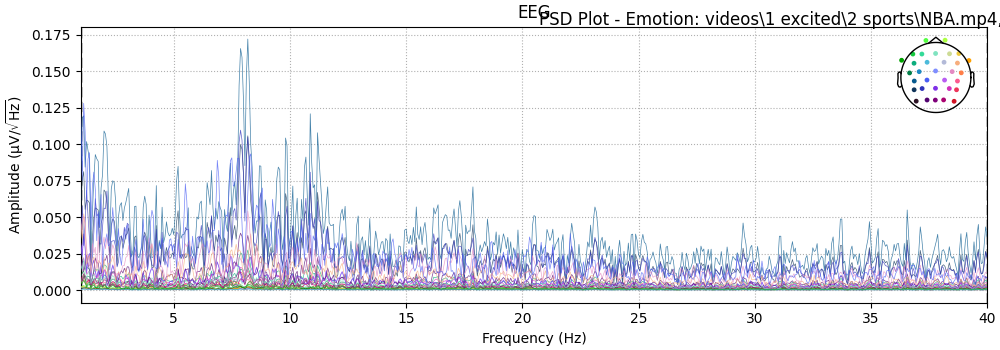 EEG
PSD Plot - Emotion: videos\1 excited\2 sports\NBA.mp4,
0.175
0.150
0.125
0.100
0.075
0.050
0.025
0.000
Amplitude (µV/√Hz)
5 10 15 20 25 30 35 40
Frequency (Hz)